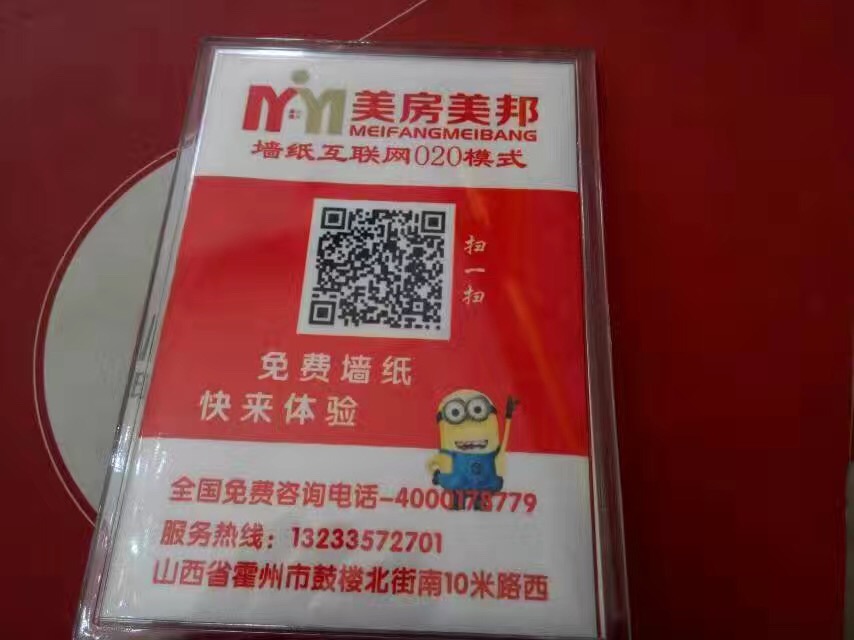 美房美邦
MEIFANGMEIBANG
墙纸互联网O2O模式
扫一扫
免费墙纸
快来体验
全国免费咨询电话-4000178779
服务热线：13233572701
山西省霍州市鼓楼北街南10米路西